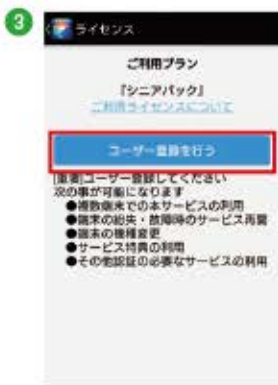 3
ライセンス
ご利用プラン
「シニアパック」
ご利用ライセンスについて
ユーザー登録を行う
[重要]ユーザー登録してください
次の事が可能になります
●複数端末での本サービスの利用
●端末の紛失・故障時のサービス再開
●端末の機種変更
●サービス特典の利用
●その他認証の必要なサービスの利用